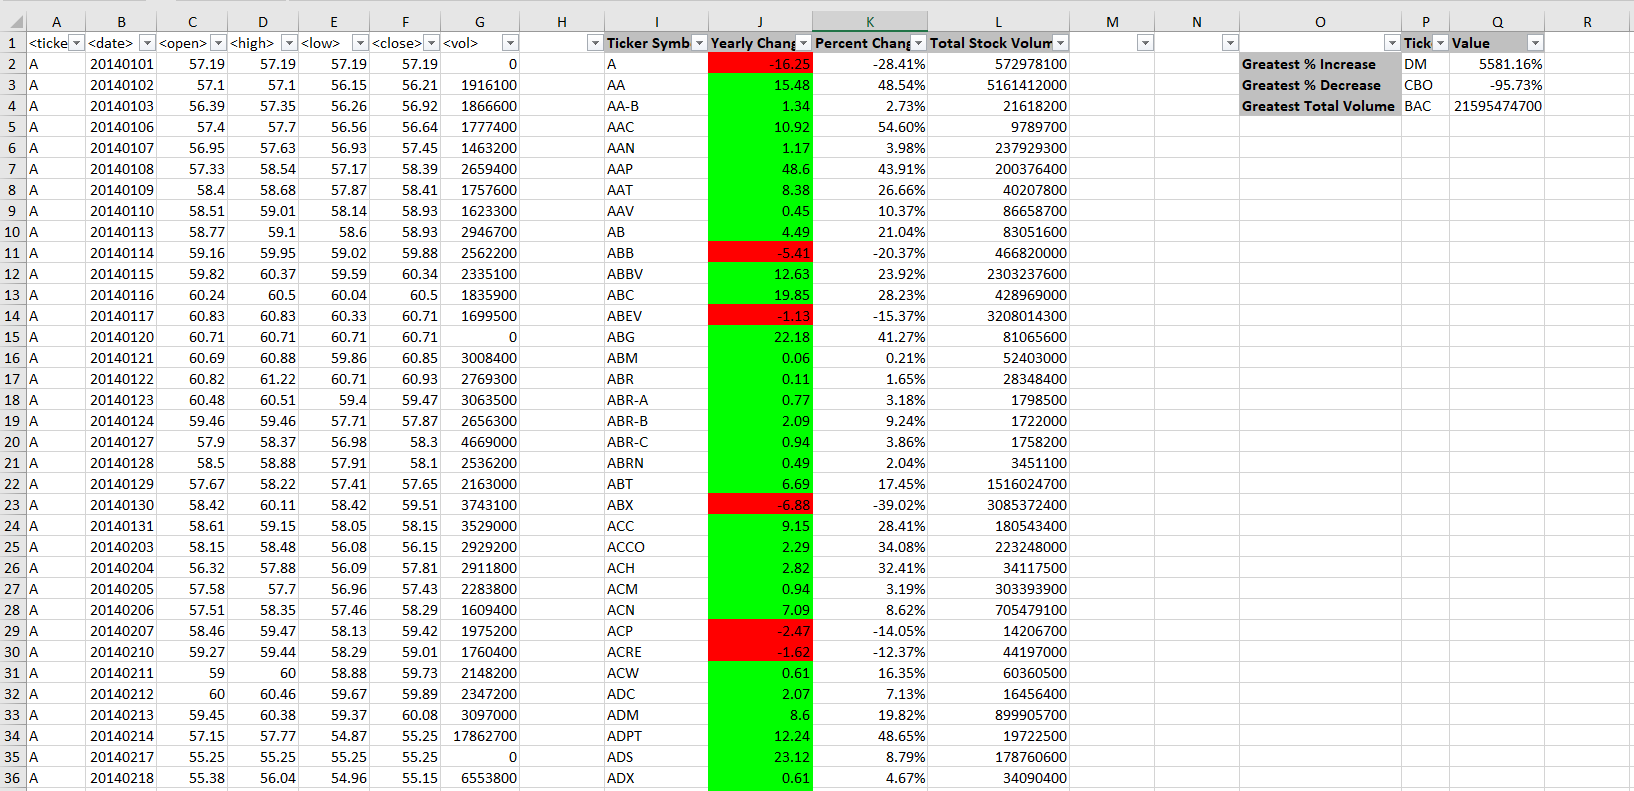 A B C D E F G H I J K L M N O P Q R
1 <ticke <date> <open> <high> <low> <close> <vol> Ticker Symb Yearly Chang Percent Chang Total Stock Volum Tick Value
2 A 20140101 57.19 57.19 57.19 57.19 0 A -16.25 -28.41% 572978100 Greatest % Increase DM 5581.16%
3 A 20140102 57.1 57.1 56.15 56.21 1916100 AA 15.48 48.54% 5161412000 Greatest % Decrease CBO -95.73%
4 A 20140103 56.39 57.35 56.26 56.92 1866600 AA-B 1.34 2.73% 21618200 Greatest Total Volume BAC 21595474700
5 A 20140106 57.4 57.7 56.56 56.64 1777400 AAC 10.92 54.60% 9789700
6 A 20140107 56.95 57.63 56.93 57.45 1463200 AAN 1.17 3.98% 237929300
7 A 20140108 57.33 58.54 57.17 58.39 2659400 AAP 48.6 43.91% 200376400
8 A 20140109 58.4 58.68 57.87 58.41 1757600 AAT 8.38 26.66% 40207800
9 A 20140110 58.51 59.01 58.14 58.93 1623300 AAV 0.45 10.37% 86658700
10 A 20140113 58.77 59.1 58.6 58.93 2946700 AB 4.49 21.04% 83051600
11 A 20140114 59.16 59.95 59.02 59.88 2562200 ABB -5.41 -20.37% 466820000
12 A 20140115 59.82 60.37 59.59 60.34 2335100 ABBV 12.63 23.92% 2303237600
13 A 20140116 60.24 60.5 60.04 60.5 1835900 ABC 19.85 28.23% 428969000
14 A 20140117 60.83 60.83 60.33 60.71 1699500 ABEV -1.13 -15.37% 3208014300
15 A 20140120 60.71 60.71 60.71 60.71 0 ABG 22.18 41.27% 81065600
16 A 20140121 60.69 60.88 59.86 60.85 3008400 ABM 0.06 0.21% 52403000
17 A 20140122 60.82 61.22 60.71 60.93 2769300 ABR 0.11 1.65% 28348400
18 A 20140123 60.48 60.51 59.4 59.47 3063500 ABR-A 0.77 3.18% 1798500
19 A 20140124 59.46 59.46 57.71 57.87 2656300 ABR-B 2.09 9.24% 1722000
20 A 20140127 57.9 58.37 56.98 58.3 4669000 ABR-C 0.94 3.86% 1758200
21 A 20140128 58.5 58.88 57.91 58.1 2536200 ABRN 0.49 2.04% 3451100
22 A 20140129 57.67 58.22 57.41 57.65 2163000 ABT 6.69 17.45% 1516024700
23 A 20140130 58.42 60.11 58.42 59.51 3743100 ABX -6.88 -39.02% 3085372400
24 A 20140131 58.61 59.15 58.05 58.15 3529000 ACC 9.15 28.41% 180543400
25 A 20140203 58.15 58.48 56.08 56.15 2929200 ACCO 2.29 34.08% 223248000
26 A 20140204 56.32 57.88 56.09 57.81 2911800 ACH 2.82 32.41% 34117500
27 A 20140205 57.58 57.7 56.96 57.43 2283800 ACM 0.94 3.19% 303393900
28 A 20140206 57.51 58.35 57.46 58.29 1609400 ACN 7.09 8.62% 705479100
29 A 20140207 58.46 59.47 58.13 59.42 1975200 ACP -2.47 -14.05% 14206700
30 A 20140210 59.27 59.44 58.29 59.01 1760400 ACRE -1.62 -12.37% 44197000
31 A 20140211 59 60 58.88 59.73 2148200 ACW 0.61 16.35% 60360500
32 A 20140212 60 60.46 59.67 59.89 2347200 ADC 2.07 7.13% 16456400
33 A 20140213 59.45 60.38 59.37 60.08 3097000 ADM 8.6 19.82% 899905700
34 A 20140214 57.15 57.77 54.87 55.25 17862700 ADPT 12.24 48.65% 19722500
35 A 20140217 55.25 55.25 55.25 55.25 0 ADS 23.12 8.79% 178760600
36 A 20140218 55.38 56.04 54.96 55.15 6553800 ADX 0.61 4.67% 34090400